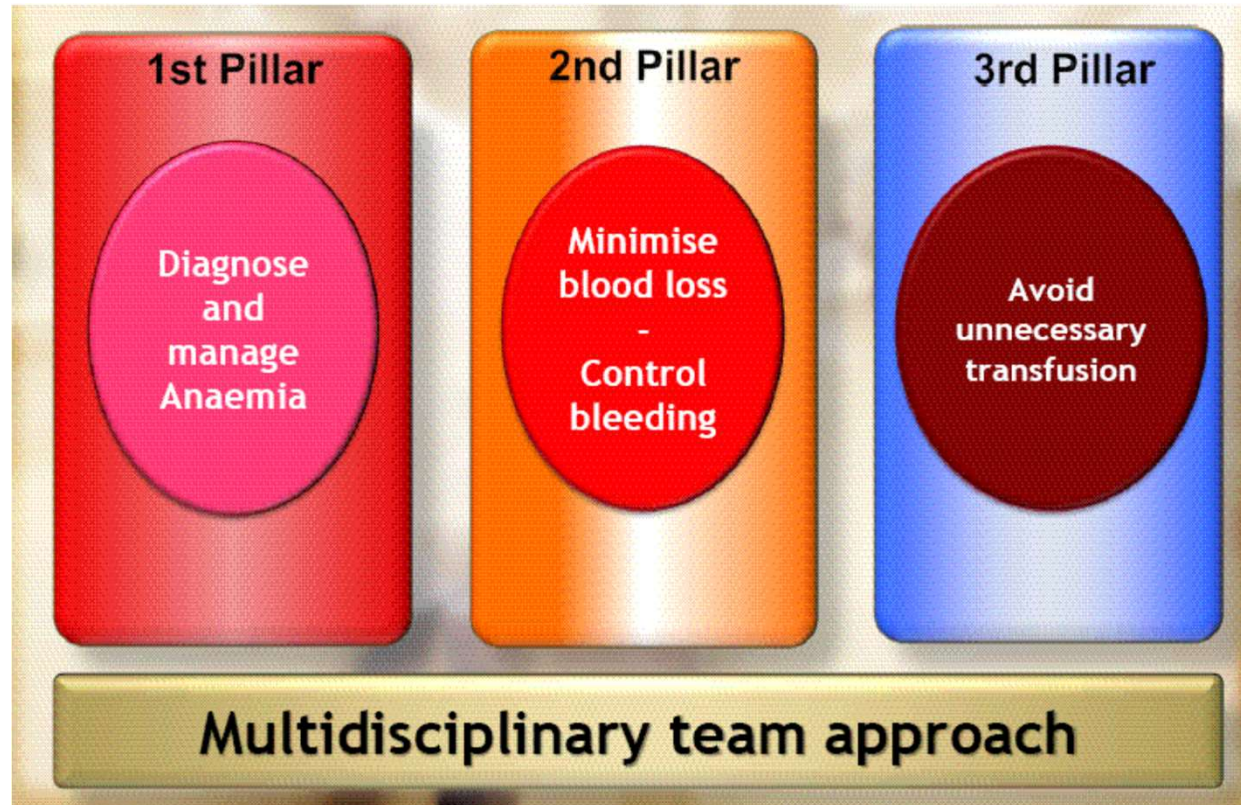 1st Pillar
Diagnose
and
manage
Anaemia
2nd Pillar
Minimise
blood loss
-
Control
bleeding
3rd Pillar
Avoid
unnecessary
transfusion
Multidisciplinary team approach